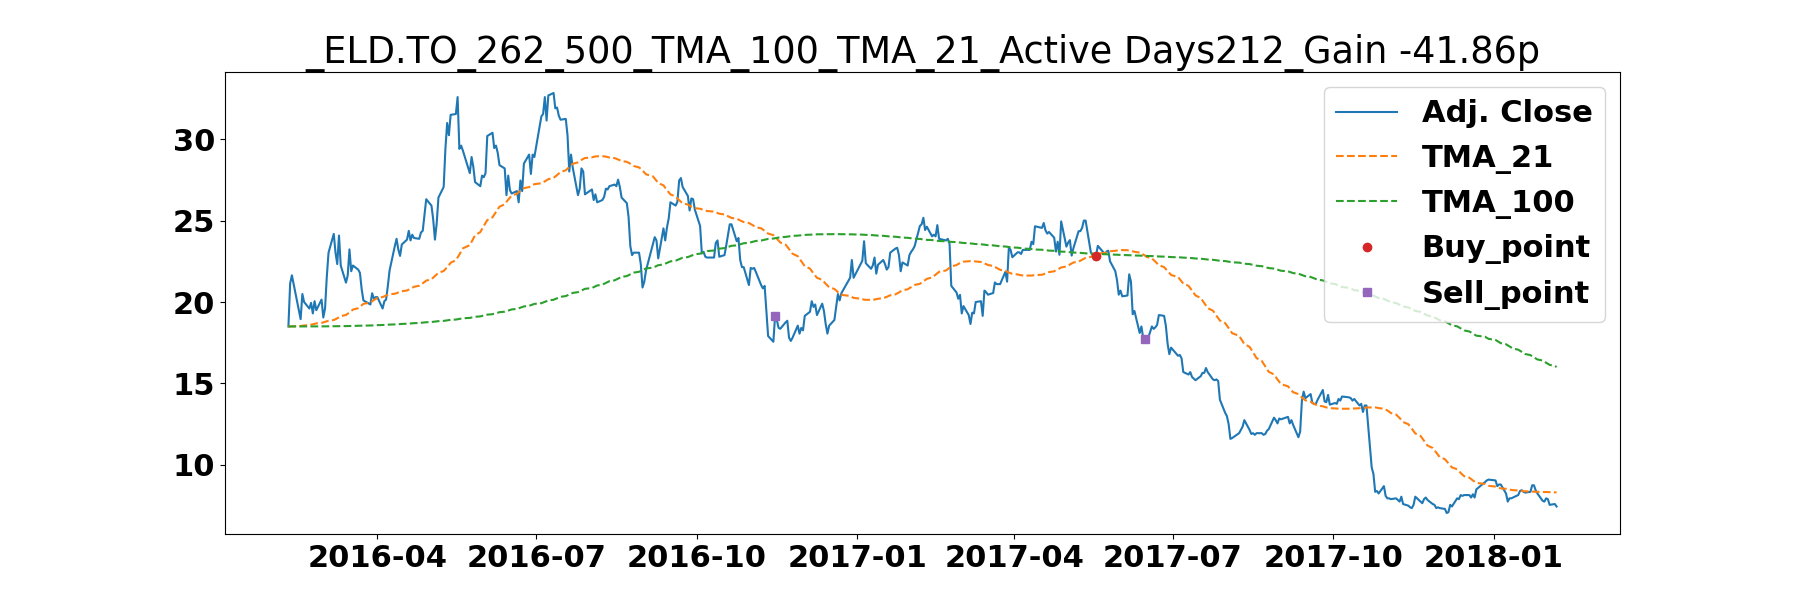 _ELD.TO_262_500_TMA_100_TMA_21_Active Days212_Gain -41.86p
Adj. Close
TMA_21
TMA_100
Buy_point
Sell_point
30
25
20
15
10
2016-04 2016-07 2016-10 2017-01 2017-04 2017-07 2017-10 2018-01